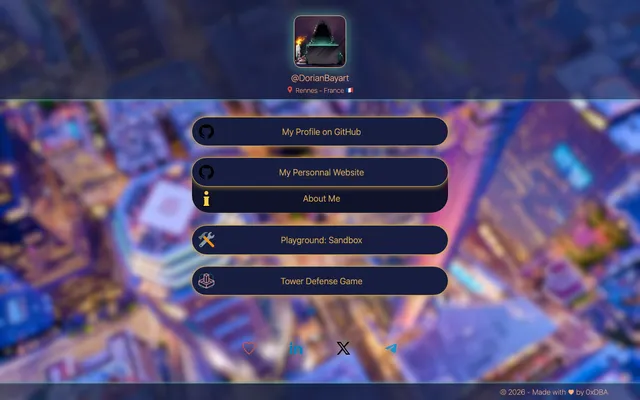 @DorianBayart
Rennes - France
My Profile on GitHub
My Personnal Website
About Me
Playground: Sandbox
Tower Defense Game
© 2026 - Made with by 0xDBA